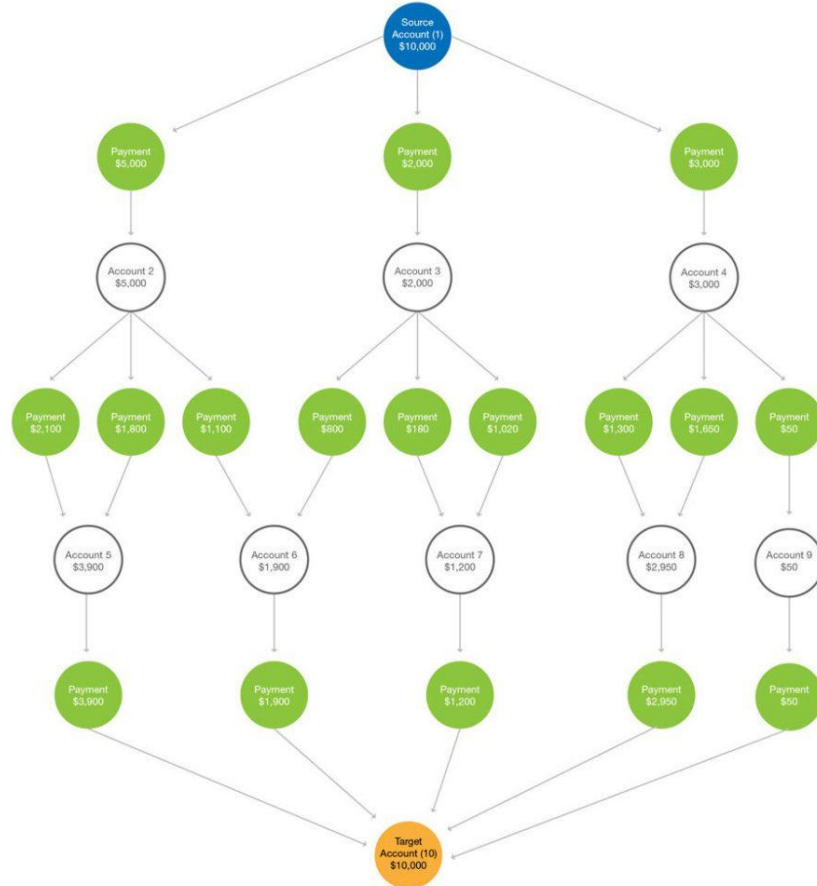 Source
Account (1)
$10,000
Payment
$5,000
Payment
$2,000
Payment
$3,000
Account 2
$5,000
Account 3
$2,000
Account 4
$3,000
Payment
$2,100
Payment
$1,800
Payment
$1,100
Payment
$800
Payment
$180
Payment
$1,020
Payment
$1,300
Payment
$1,650
Payment
$50
Account 5
$3,900
Account 6
$1,900
Account 7
$1,200
Account 8
$2,950
Account 9
$50
Payment
$3,900
Payment
$1,900
Payment
$1,200
Payment
$2,950
Payment
$50
Target
Account (10)
$10,000